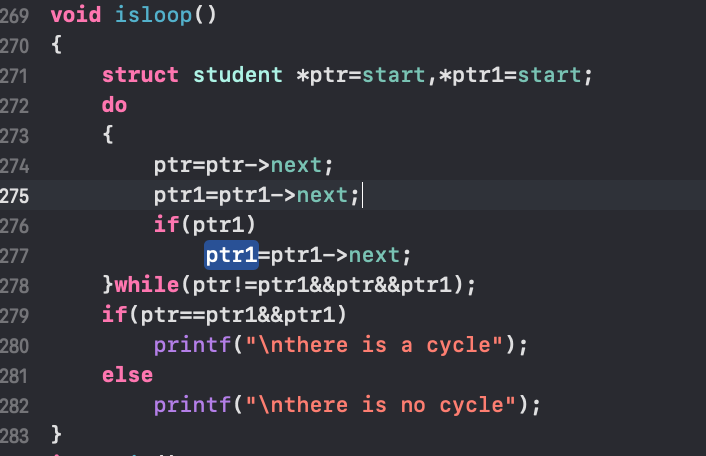 269 void isloop()
270 {
271     struct student *ptr=start,*ptr1=start;
272     do
273     {
274         ptr=ptr->next;
275         ptr1=ptr1->next;
276         if(ptr1)
277             ptr1=ptr1->next;
278     }while(ptr!=ptr1&&ptr&&ptr1);
279     if(ptr==ptr1&&ptr1)
280         printf("\nthere is a cycle");
281     else
282         printf("\nthere is no cycle");
283 }